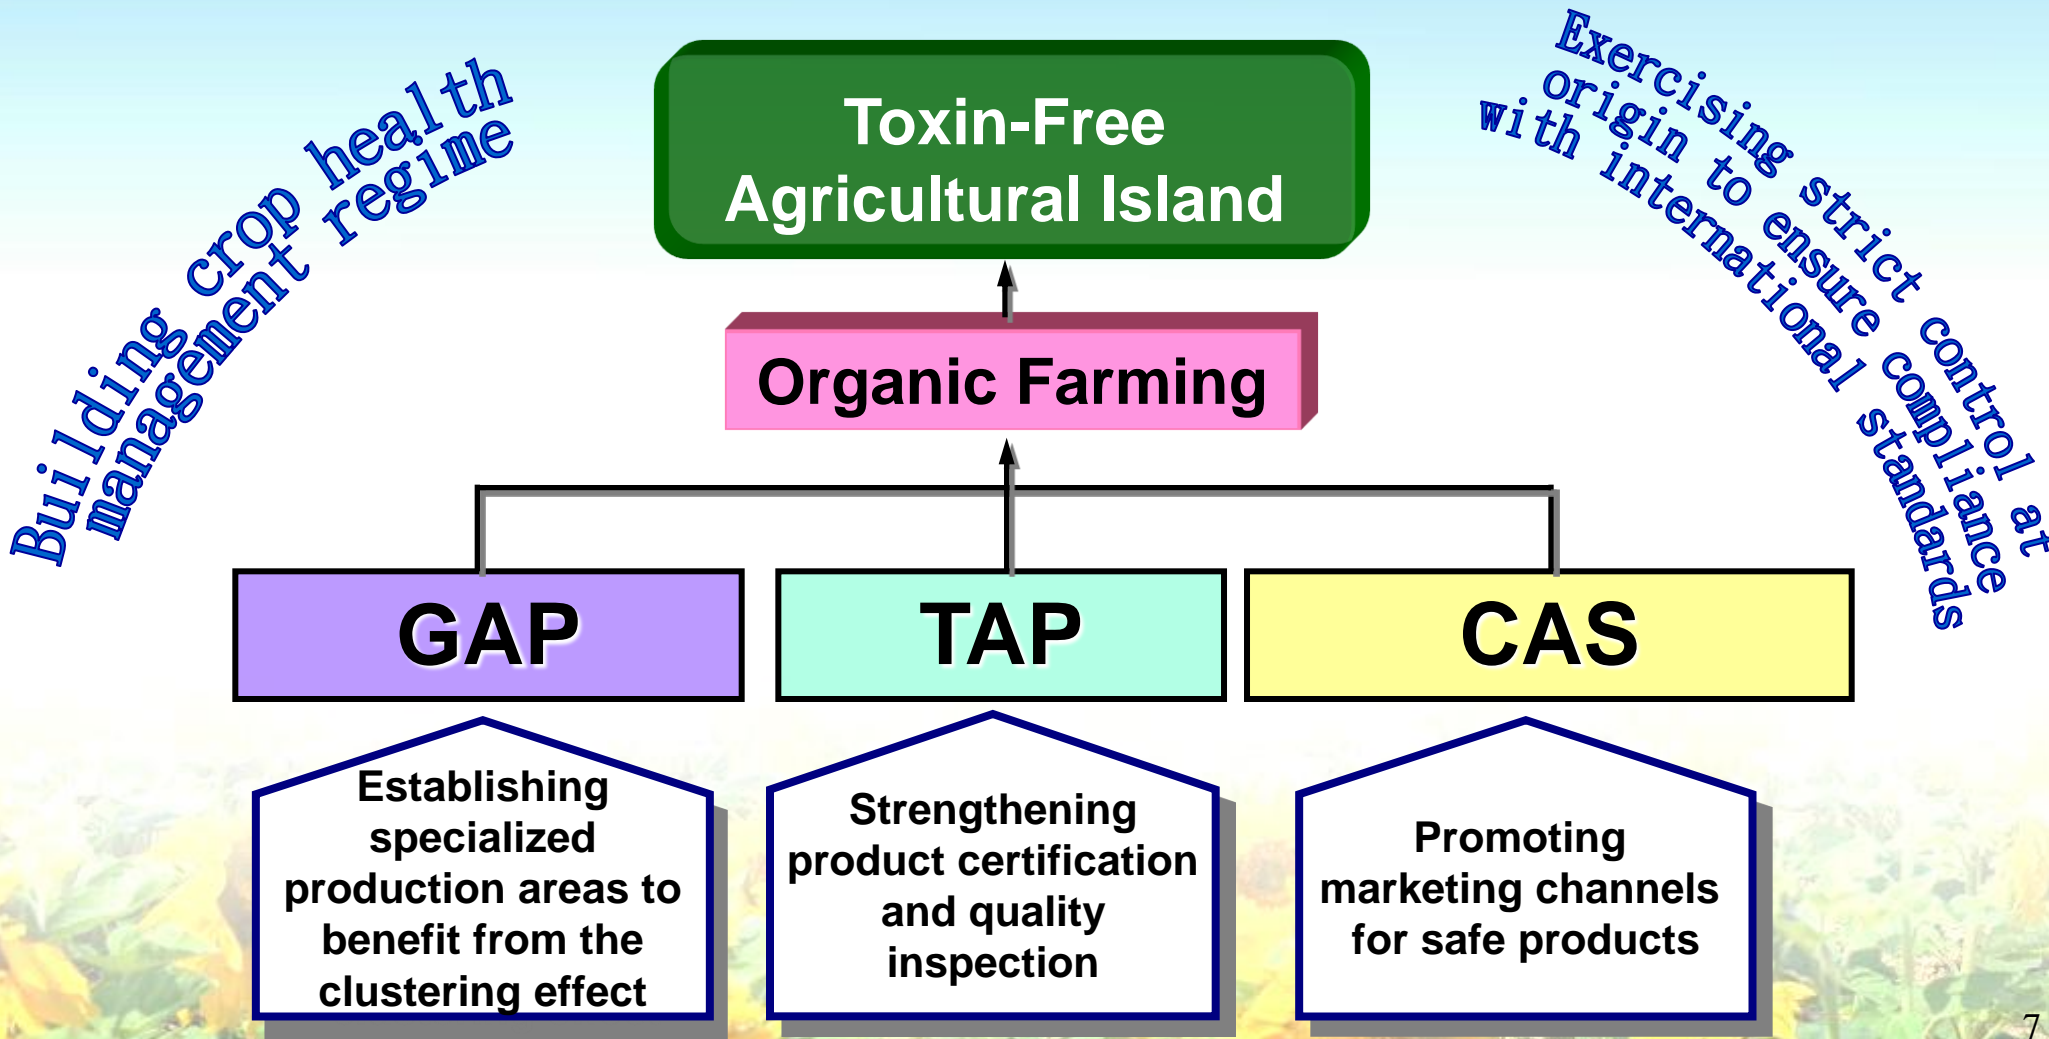 Building crop health
management regime
Toxin-Free
Agricultural Island
Exercising strict control at
origin to ensure compliance
with international standards
Organic Farming
GAP
TAP
CAS
Establishing
specialized
production areas to
benefit from the
clustering effect
Strengthening
product certification
and quality
inspection
Promoting
marketing channels
for safe products
7